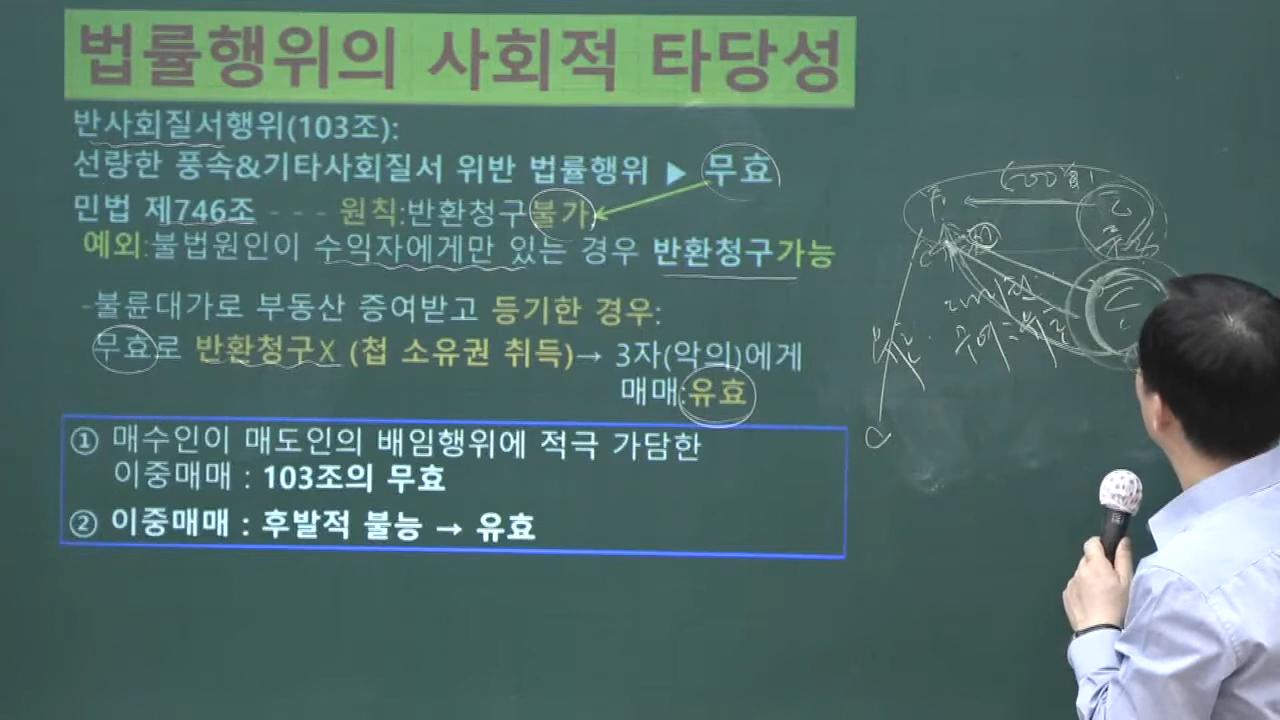 법률행위의 사회적 타당성
반사회질서행위(103조):
선량한 풍속&기타사회질서 위반 법률행위 ▶ 무효
민법 제746조 - - - 원칙:반환청구불가
예외:불법원인이 수익자에게만 있는 경우 반환청구가능
-불륜대가로 부동산 증여받고 등기한 경우:
무효로 반환청구X (첩 소유권 취득)→ 3자(악의)에게
매매:유효
① 매수인이 매도인의 배임행위에 적극 가담한
이중매매 : 103조의 무효
② 이중매매 : 후발적 불능 → 유효